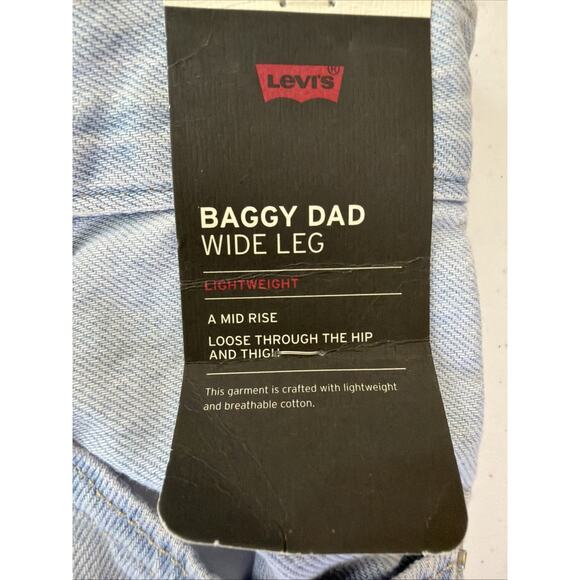 Levi's®
BAGGY DAD
WIDE LEG
LIGHTWEIGHT
A MID RISE
LOOSE THROUGH THE HIP
AND THIGH
This garment is crafted with lightweight
and breathable cotton.